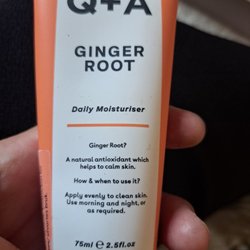 Q+A
GINGER
ROOT
Daily Moisturiser
Ginger Root?
A natural antioxidant which
helps to calm skin.
How & when to use it?
Apply evenly to clean skin.
Use morning and night, or
as required.
75ml ℮ 2.5fl.oz